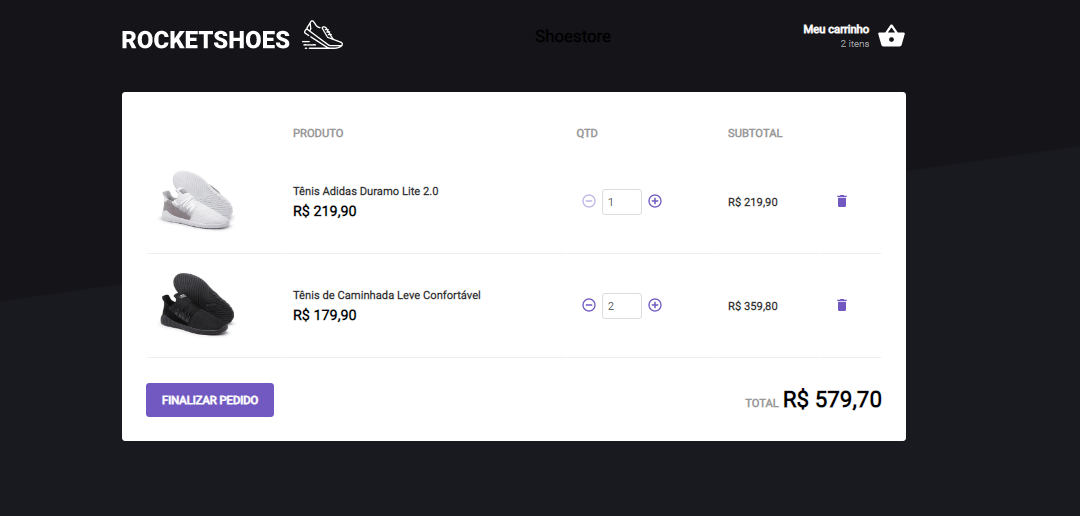 ROCKETSHOES
Shoestore
Meu carrinho
2 itens
PRODUTO QTD SUBTOTAL
Tênis Adidas Duramo Lite 2.0
R$ 219,90
1
R$ 219,90
Tênis de Caminhada Leve Confortável
R$ 179,90
2
R$ 359,80
FINALIZAR PEDIDO
TOTAL R$ 579,70